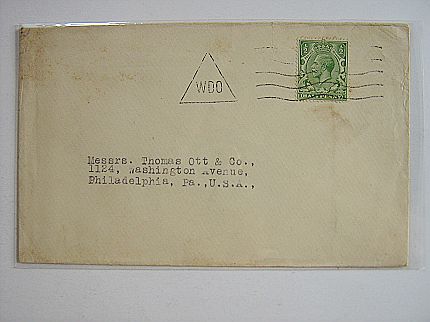 WDO
Messrs. Thomas Ott & Co.,
1124, Washington Avenue,
Philadelphia, Pa.,U.S.A.,